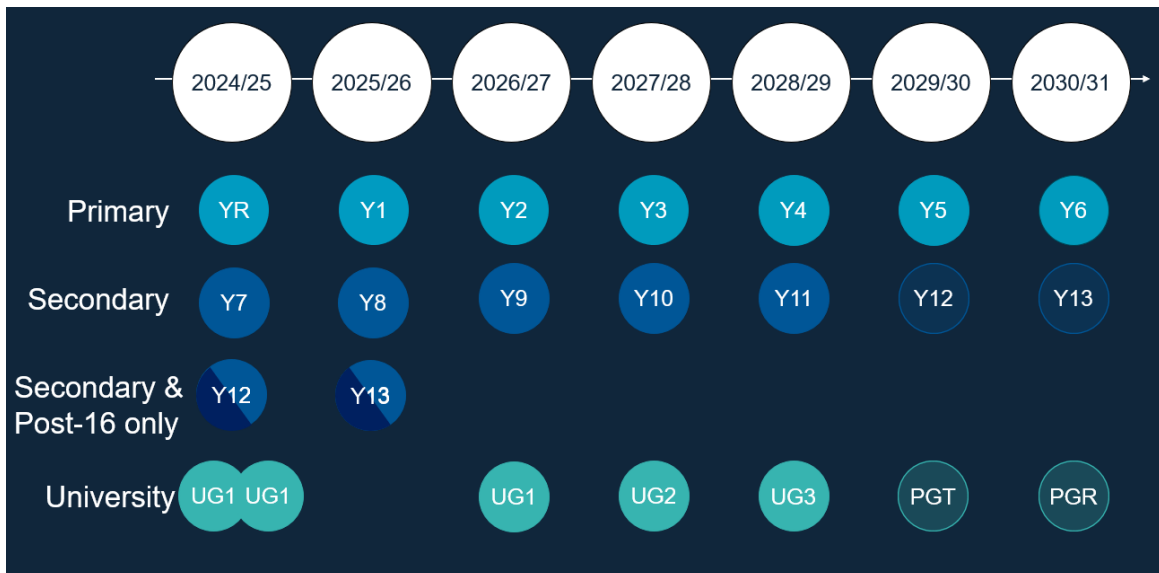 2024/25 2025/26 2026/27 2027/28 2028/29 2029/30 2030/31
Primary YR Y1 Y2 Y3 Y4 Y5 Y6
Secondary Y7 Y8 Y9 Y10 Y11 Y12 Y13
Secondary &
Post-16 only Y12 Y13
University UG1 UG1 UG1 UG2 UG3 PGT PGR